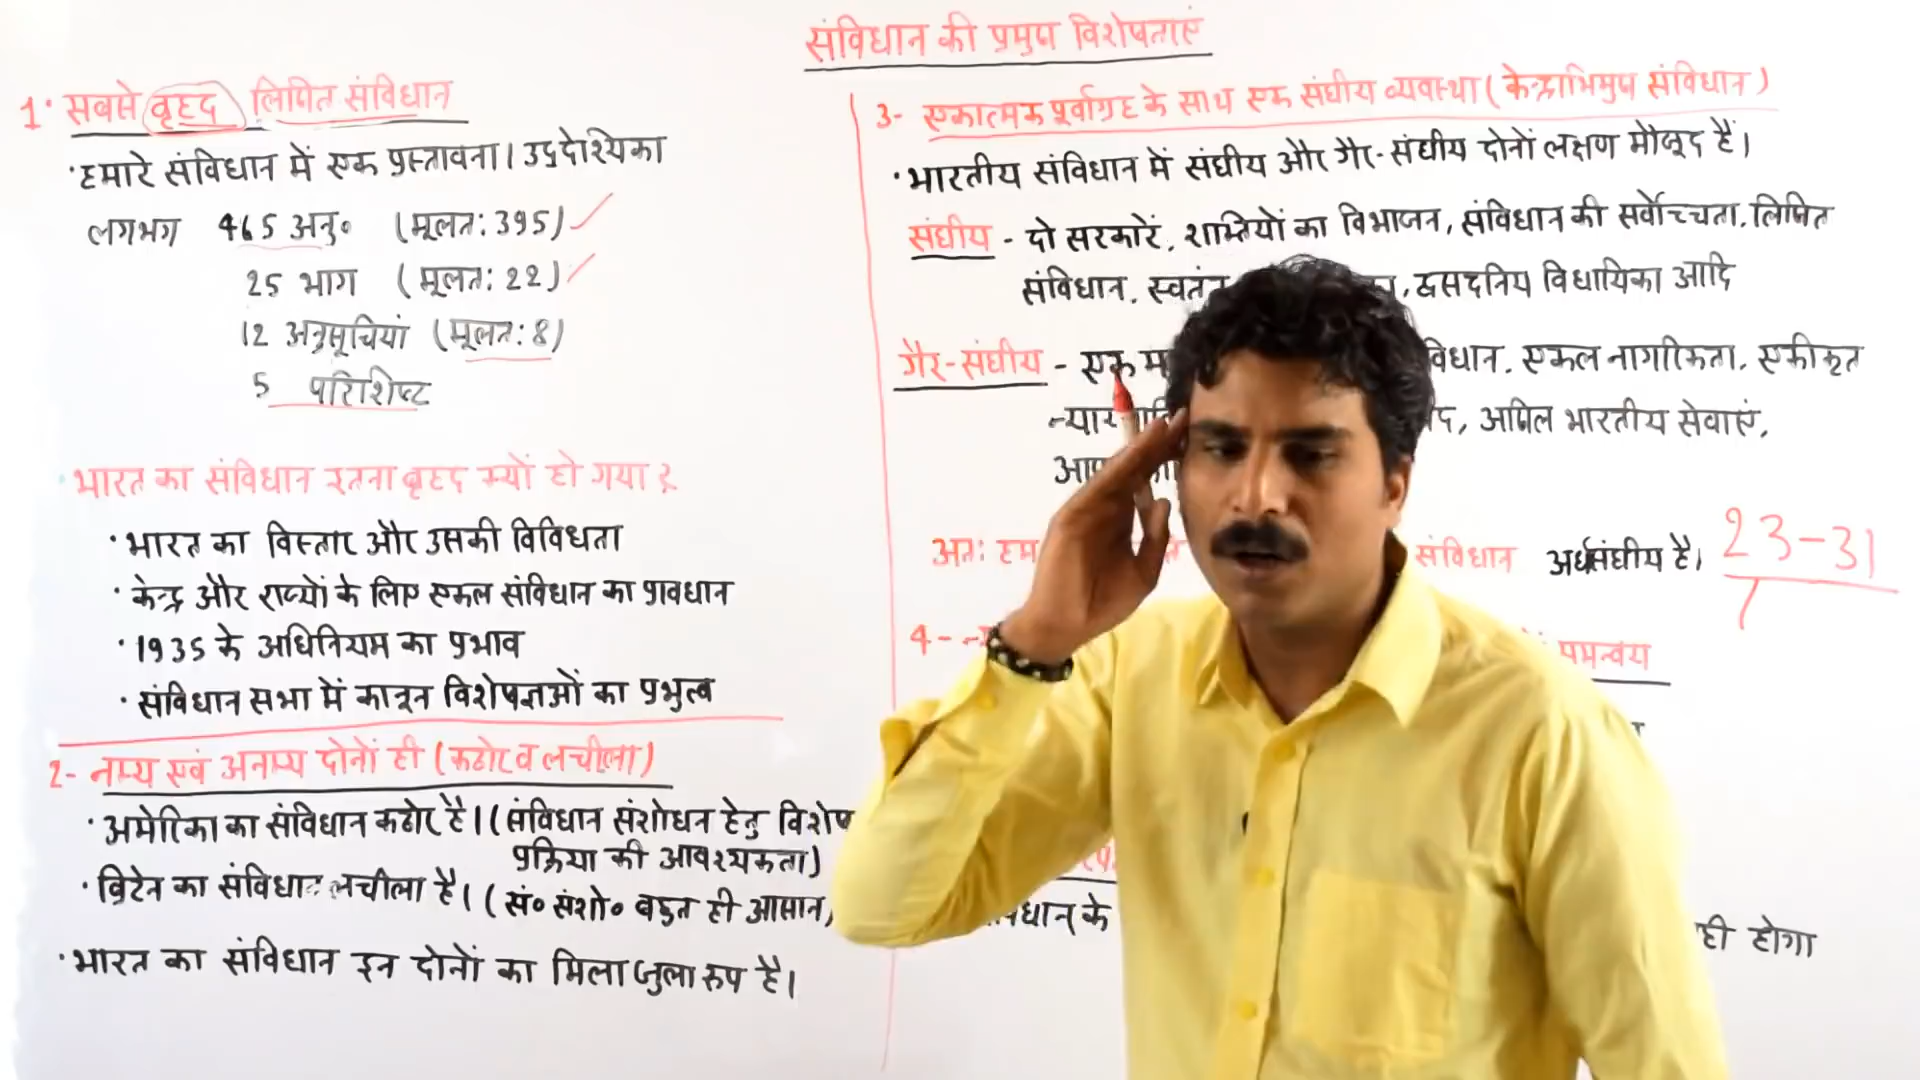 संविधान की प्रमुख विशेषताएं
1. सबसे वृहद लिखित संविधान
· हमारे संविधान में एक प्रस्तावना। उद्देश्यिका
लगभग 465 अनु० (मूलत: 395)
25 भाग (मूलत: 22)
12 अनुसूचियां (मूलत: 8)
5 परिशिष्ट
· भारत का संविधान इतना वृहद क्यों हो गया ?
· भारत का विस्तार और उसकी विविधता
· केन्द्र और राज्यों के लिए एकल संविधान का प्रावधान
· 1935 के अधिनियम का प्रभाव
· संविधान सभा में कानून विशेषज्ञओं का प्रभुत्व
2- नम्य एवं अनम्य दोनों ही (कठोर व लचीला)
· अमेरिका का संविधान कठोर है। (संविधान संशोधन हेतु विशेष
प्रक्रिया की आवश्यकता)
· ब्रिटेन का संविधान लचीला है। (सं० संशो० बहुत ही आसान)
· भारत का संविधान इन दोनों का मिला जुला रूप है।
3- एकात्मक पूर्वाग्रह के साथ एक संघीय व्यवस्था (केन्द्राभिमुख संविधान)
· भारतीय संविधान में संघीय और गैर-संघीय दोनों लक्षण मौजूद हैं।
संघीय - दो सरकारें, शक्तियों का विभाजन, संविधान की सर्वोच्चता, लिखित
संविधान, स्वतंत्र , द्वसदनिय विधायिका आदि
गैर-संघीय - एक विधान, एकल नागरिकता, एकीकृत
अखिल भारतीय सेवाएं,
अत: हम संविधान अर्धसंघीय है। 23-31
4- समन्वय
के ही होगा